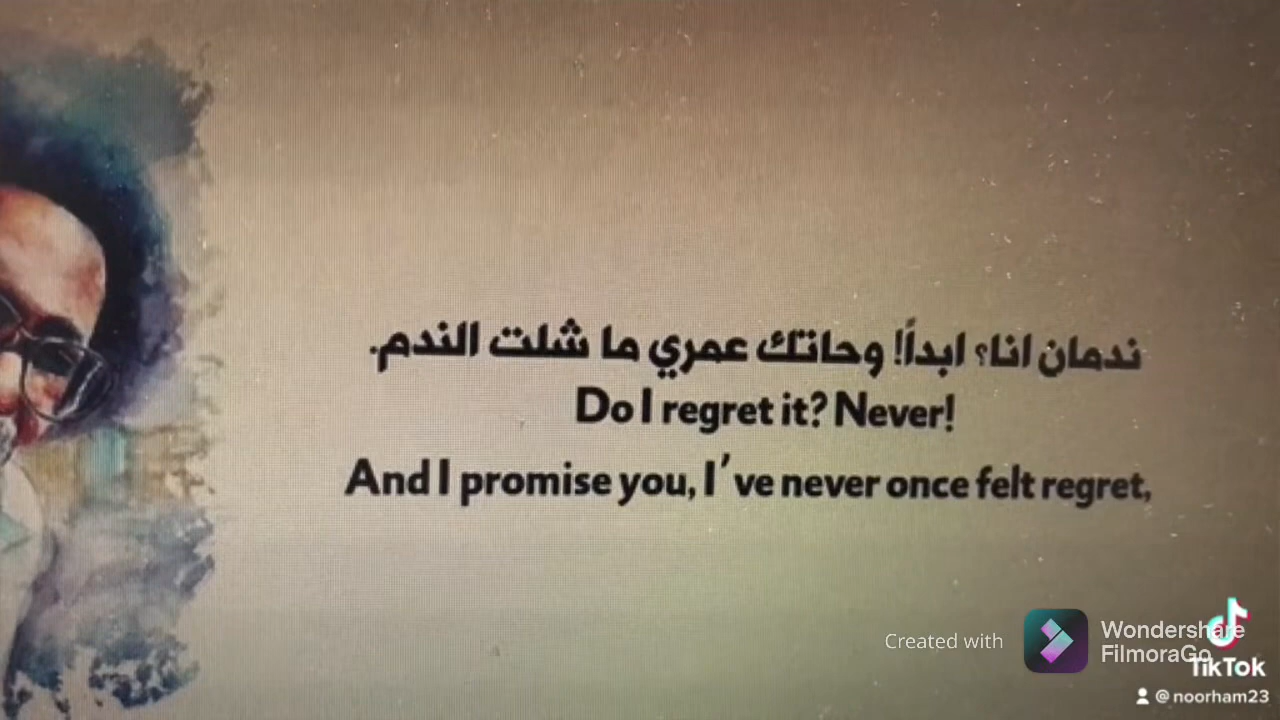 ندمان انا؟ ابداً! وحاتك عمري ما شلت الندم.
Do I regret it? Never!
And I promise you, I've never once felt regret,
Created with
Wondershare
FilmoraGo
TikTok
@noorham23